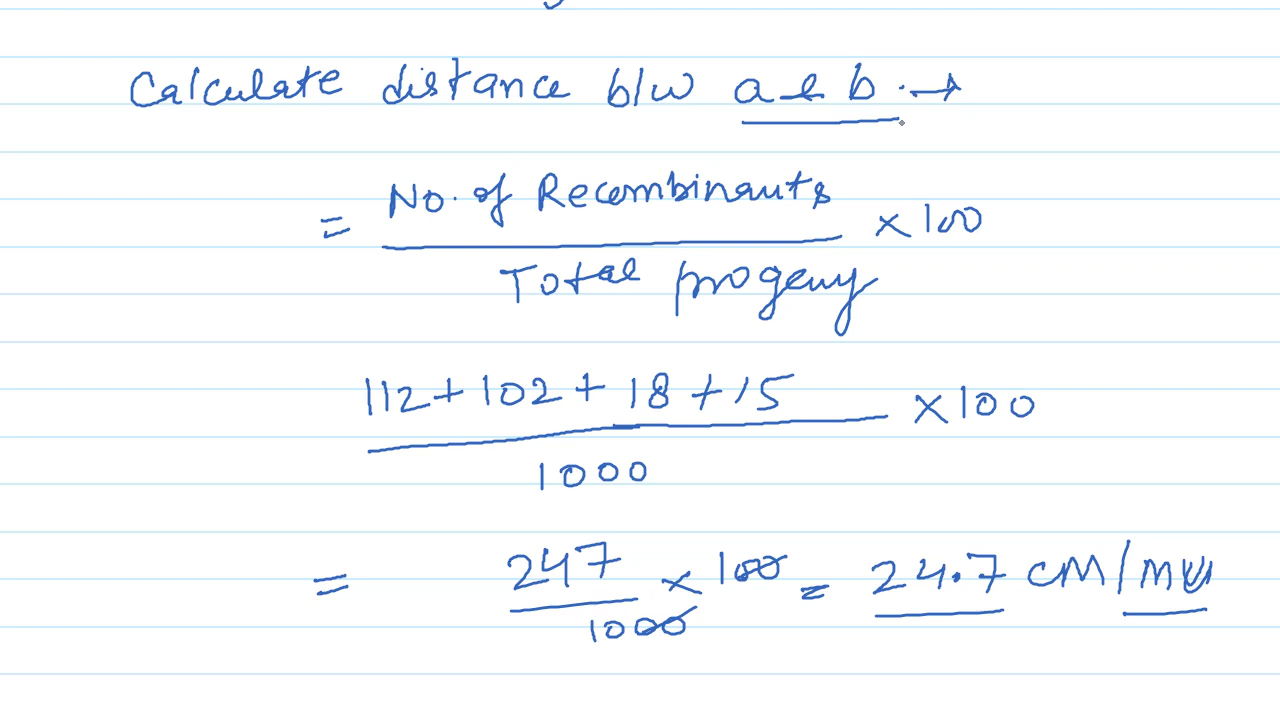 Calculate distance b/w a & b. →
= No. of Recombinants
———————— × 100
Total progeny
112 + 102 + 18 + 15
———————— × 100
1000
= 247/1000 × 100 = 24.7 cM/mu